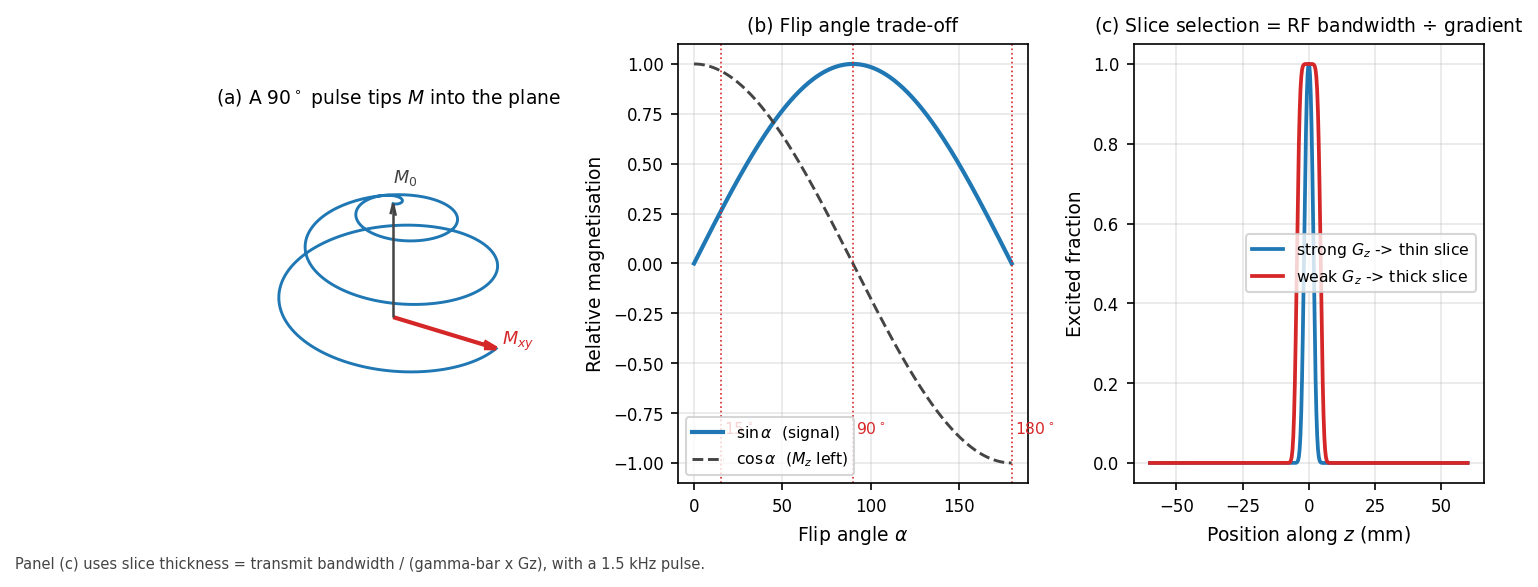 (a) A 90° pulse tips M into the plane
M₀
Mxy
(b) Flip angle trade-off
Relative magnetisation
1.00
0.75
0.50
0.25
0.00
−0.25
−0.50
−0.75
−1.00
15°
90°
180°
sin α (signal)
cos α (Mz left)
0
50
100
150
Flip angle α
(c) Slice selection = RF bandwidth ÷ gradient
Excited fraction
1.0
0.8
0.6
0.4
0.2
0.0
strong Gz -> thin slice
weak Gz -> thick slice
−50
−25
0
25
50
Position along z (mm)
Panel (c) uses slice thickness = transmit bandwidth / (gamma-bar x Gz), with a 1.5 kHz pulse.